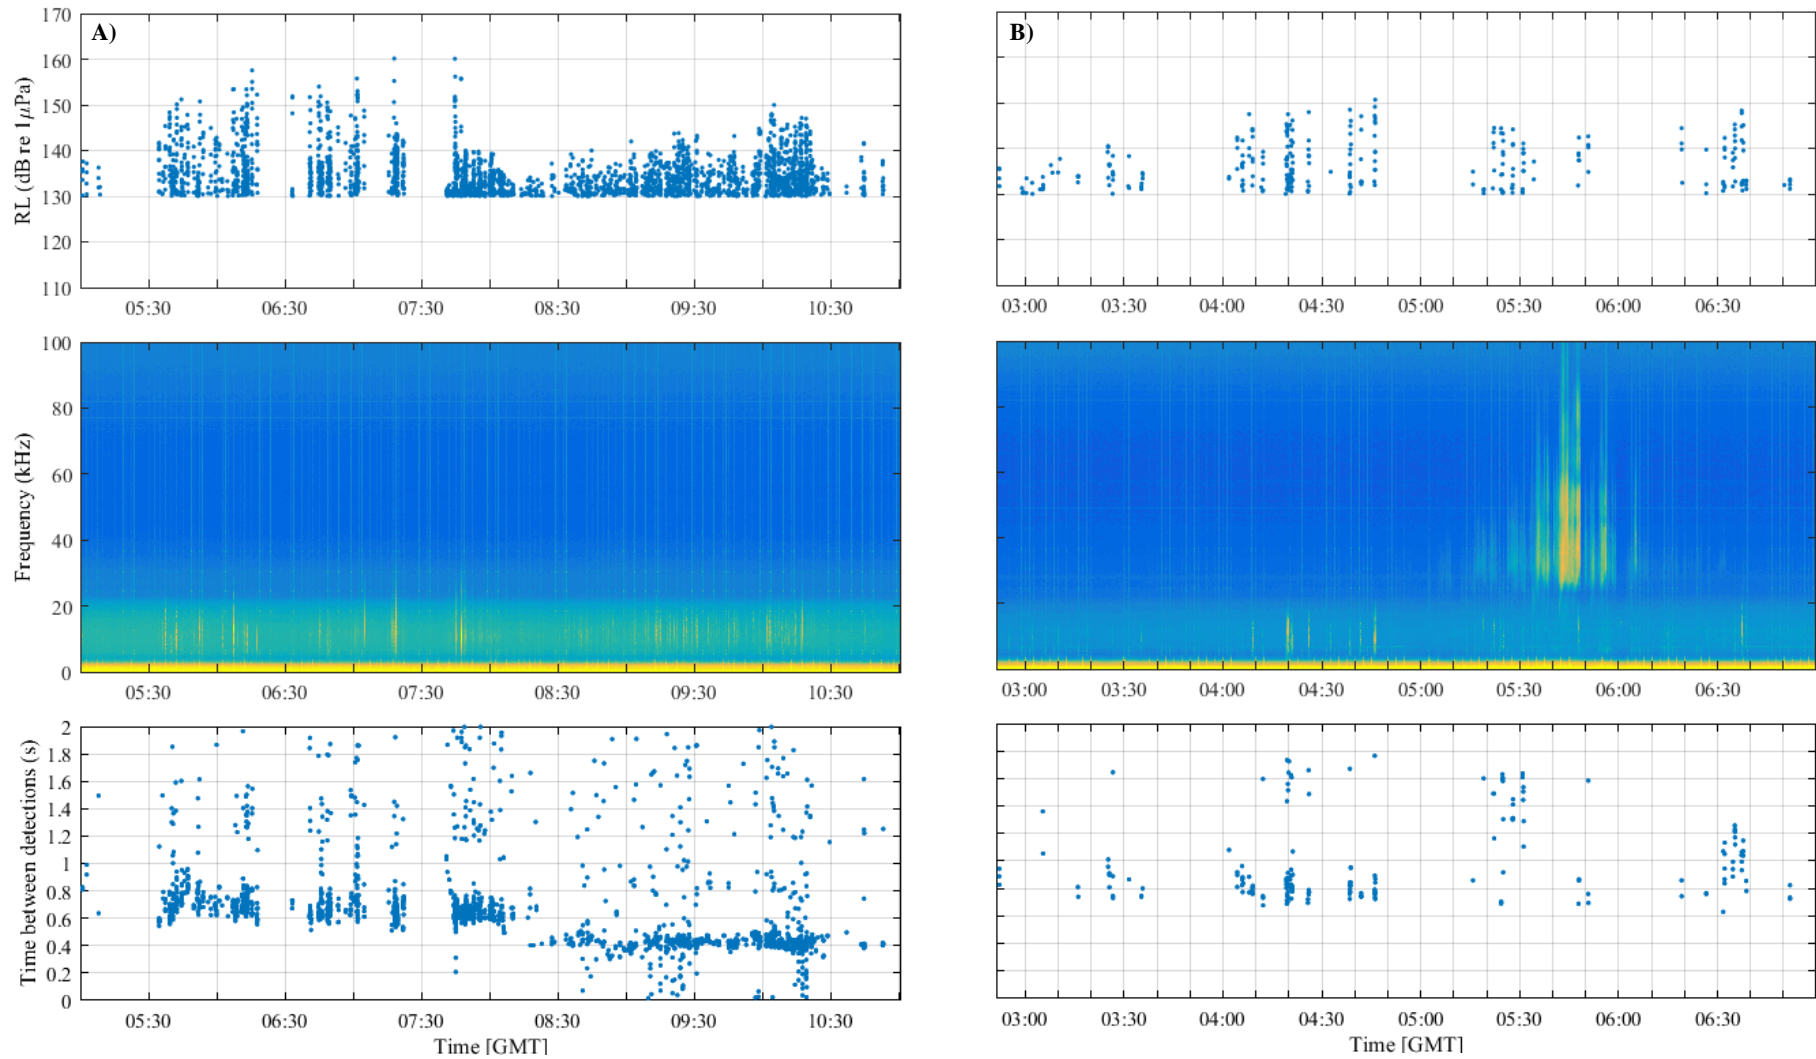 A)
B)
RL (dB re 1μPa)
170
160
150
140
130
120
110
05:30 06:30 07:30 08:30 09:30 10:30
03:00 03:30 04:00 04:30 05:00 05:30 06:00 06:30
Frequency (kHz)
100
80
60
40
20
0
05:30 06:30 07:30 08:30 09:30 10:30
03:00 03:30 04:00 04:30 05:00 05:30 06:00 06:30
Time between detections (s)
2
1.8
1.6
1.4
1.2
1
0.8
0.6
0.4
0.2
0
05:30 06:30 07:30 08:30 09:30 10:30
Time [GMT]
03:00 03:30 04:00 04:30 05:00 05:30 06:00 06:30
Time [GMT]